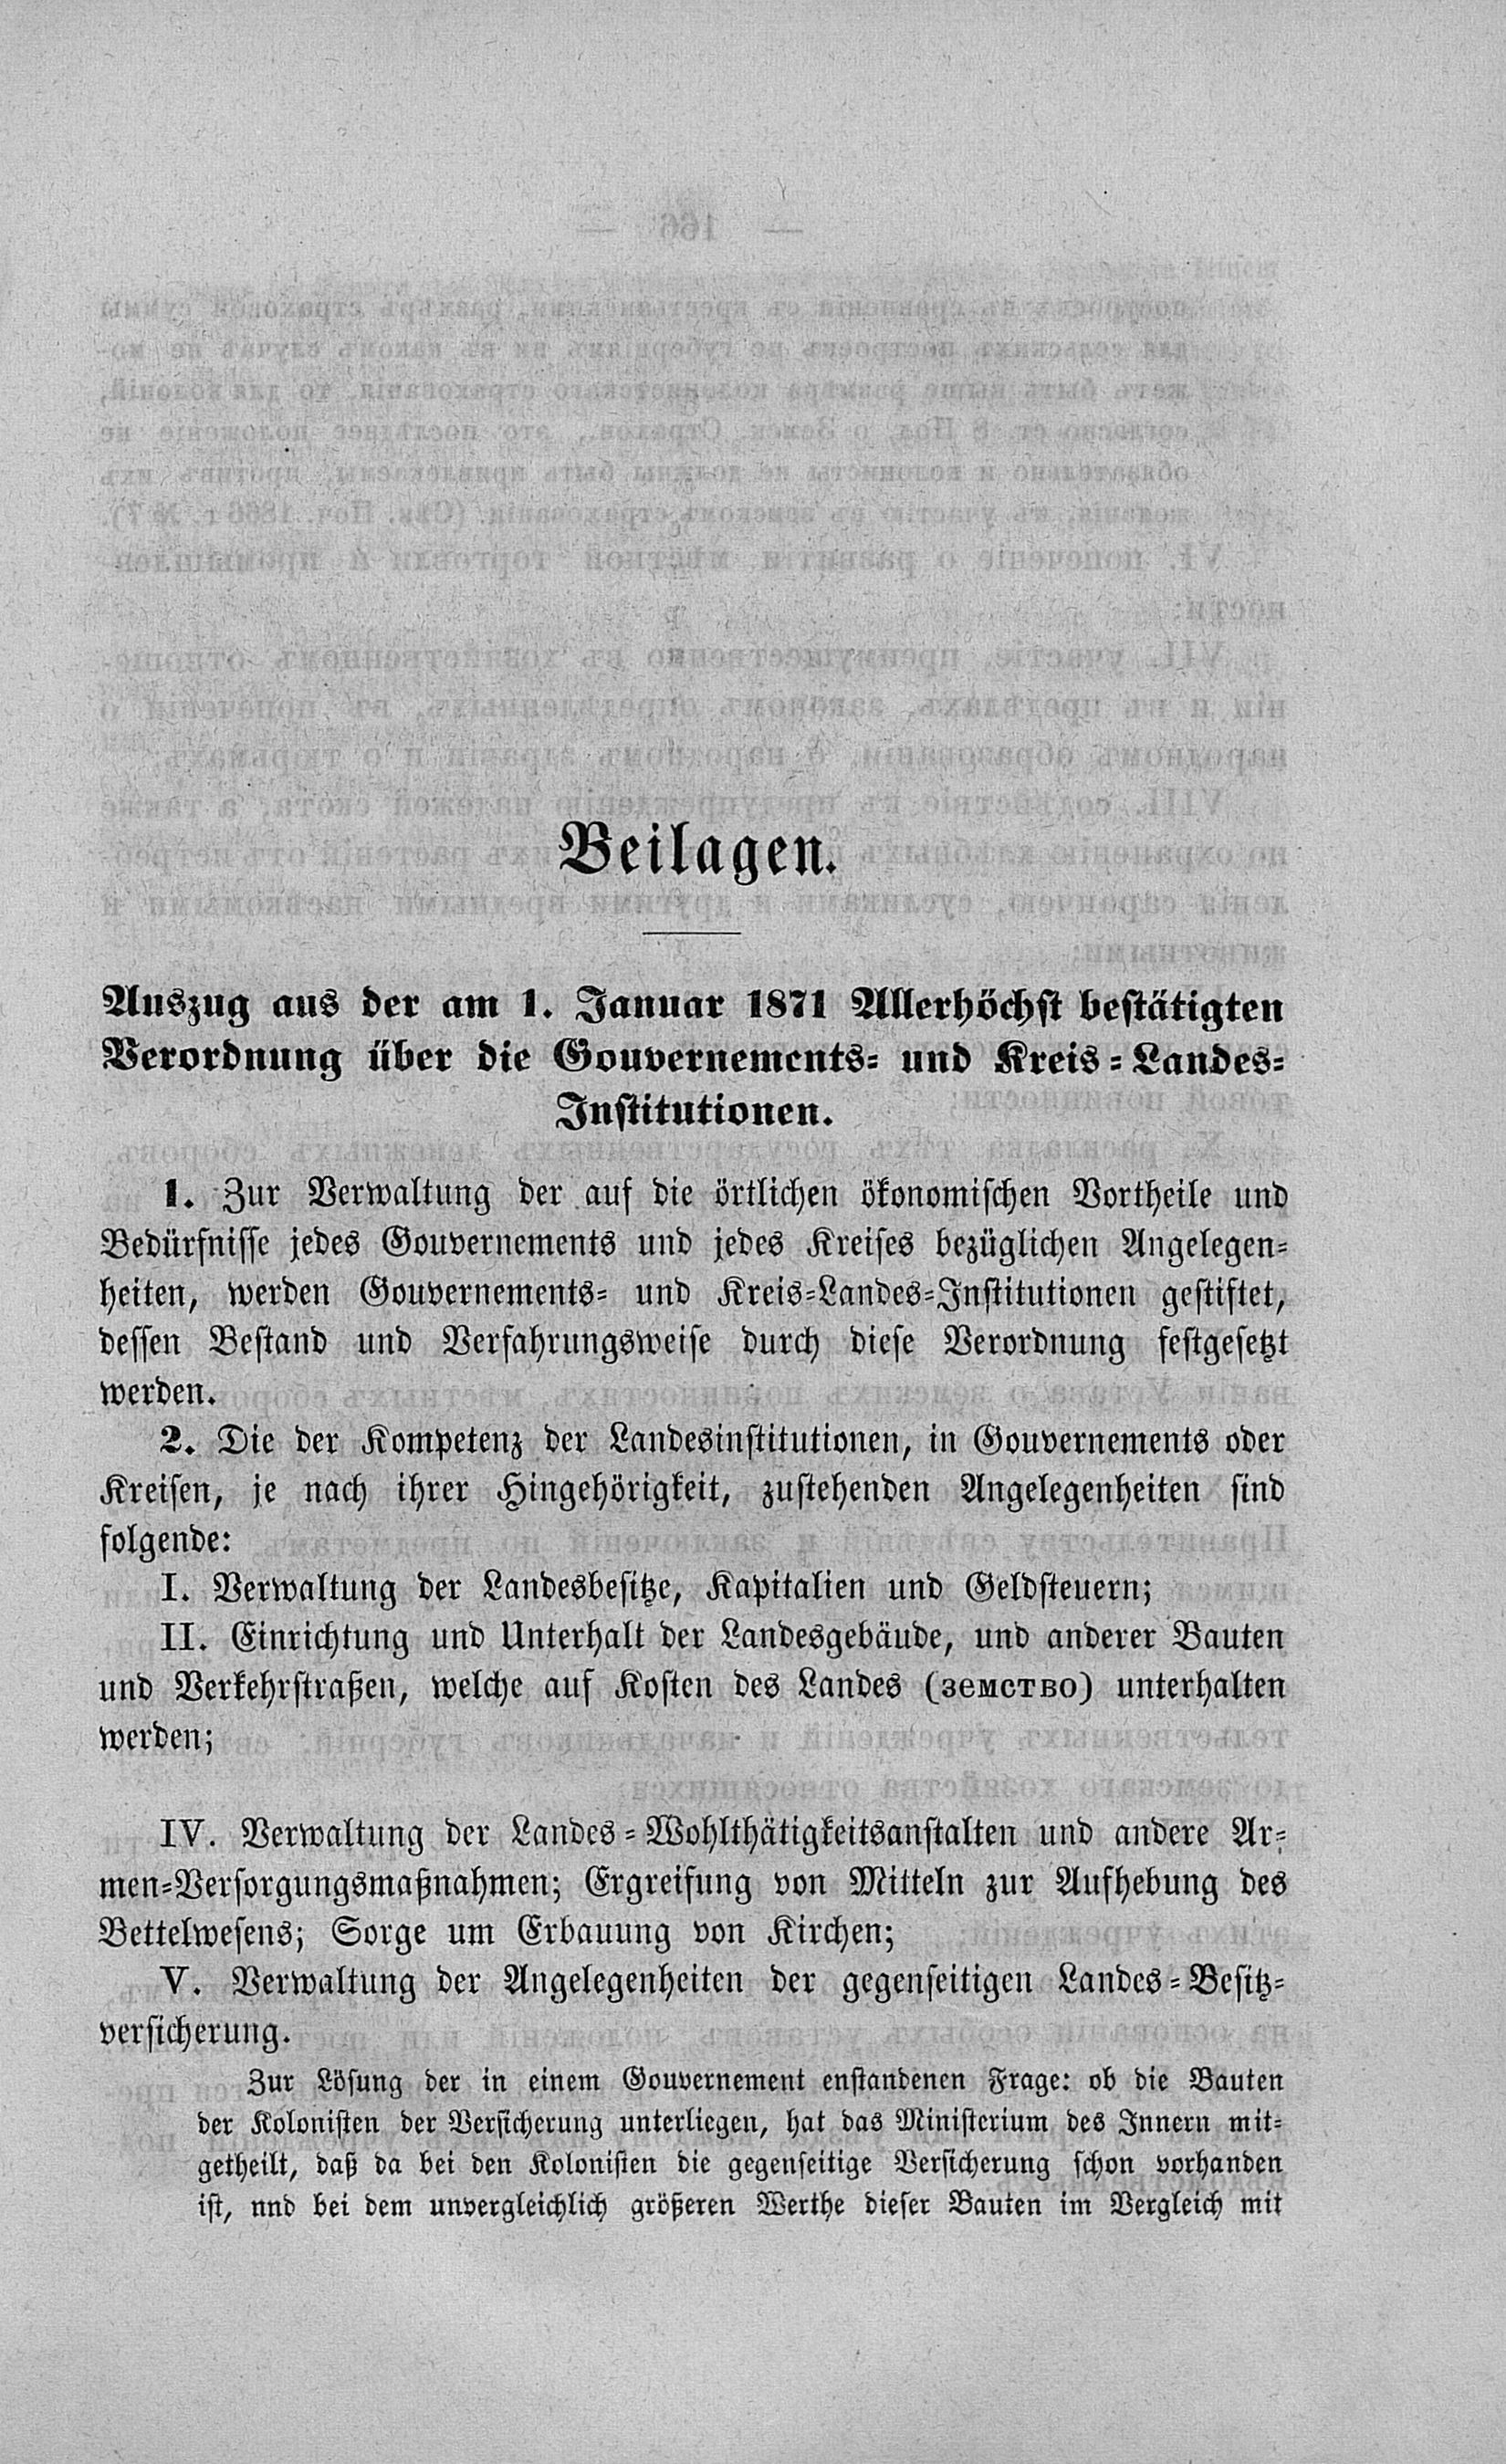 Beilagen.
Auszug aus der am 1. Januar 1871 Allerhöchst bestätigten
Verordnung über die Gouvernements- und Kreis-Landes-
Institutionen.
1. Zur Verwaltung der auf die örtlichen ökonomischen Vortheile und
Bedürfnisse jedes Gouvernements und jedes Kreises bezüglichen Angelegen-
heiten, werden Gouvernements- und Kreis-Landes-Institutionen gestiftet,
dessen Bestand und Verfahrungsweise durch diese Verordnung festgesetzt
werden.
2. Die der Kompetenz der Landesinstitutionen, in Gouvernements oder
Kreisen, je nach ihrer Hingehörigkeit, zustehenden Angelegenheiten sind
folgende:
I. Verwaltung der Landesbesitze, Kapitalien und Geldsteuern;
II. Einrichtung und Unterhalt der Landesgebäude, und anderer Bauten
und Verkehrstraßen, welche auf Kosten des Landes (земство) unterhalten
werden;
IV. Verwaltung der Landes-Wohlthätigkeitsanstalten und andere Ar-
men-Versorgungsmaßnahmen; Ergreifung von Mitteln zur Aufhebung des
Bettelwesens; Sorge um Erbauung von Kirchen;
V. Verwaltung der Angelegenheiten der gegenseitigen Landes-Besitz-
versicherung.
Zur Lösung der in einem Gouvernement enstandenen Frage: ob die Bauten
der Kolonisten der Versicherung unterliegen, hat das Ministerium des Innern mit-
getheilt, daß da bei den Kolonisten die gegenseitige Versicherung schon vorhanden
ist, nnd bei dem unvergleichlich größeren Werthe dieser Bauten im Vergleich mit